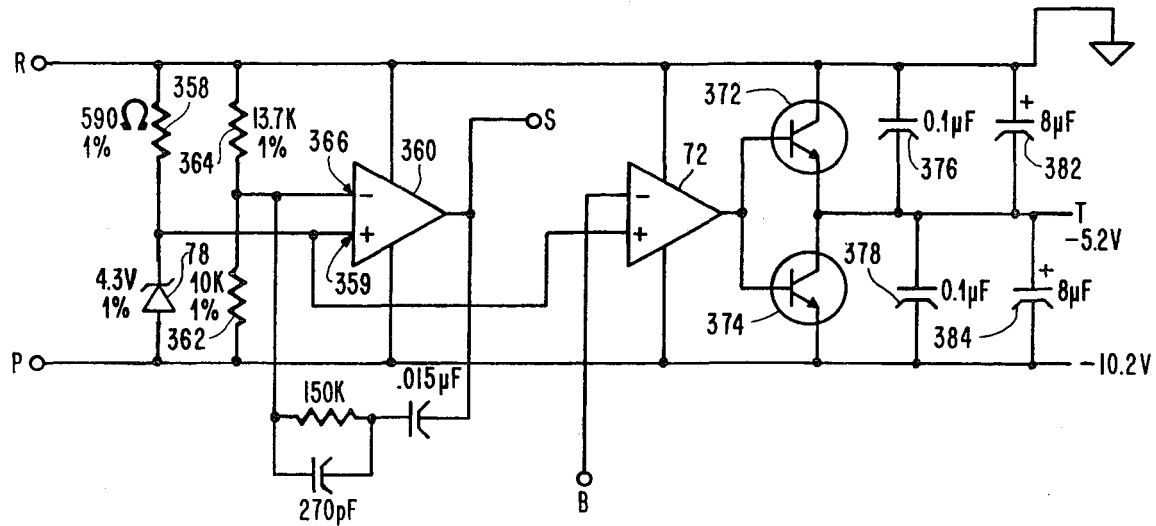 R
590Ω
1%
358
364
13.7K
1%
366
360
S
72
372
0.1µF
376
+
8µF
382
−
+
−
+
T
−5.2V
4.3V
1%
78
10K
1%
362
359
374
378
0.1µF
+
8µF
384
P
−10.2V
150K
.015µF
270pF
B